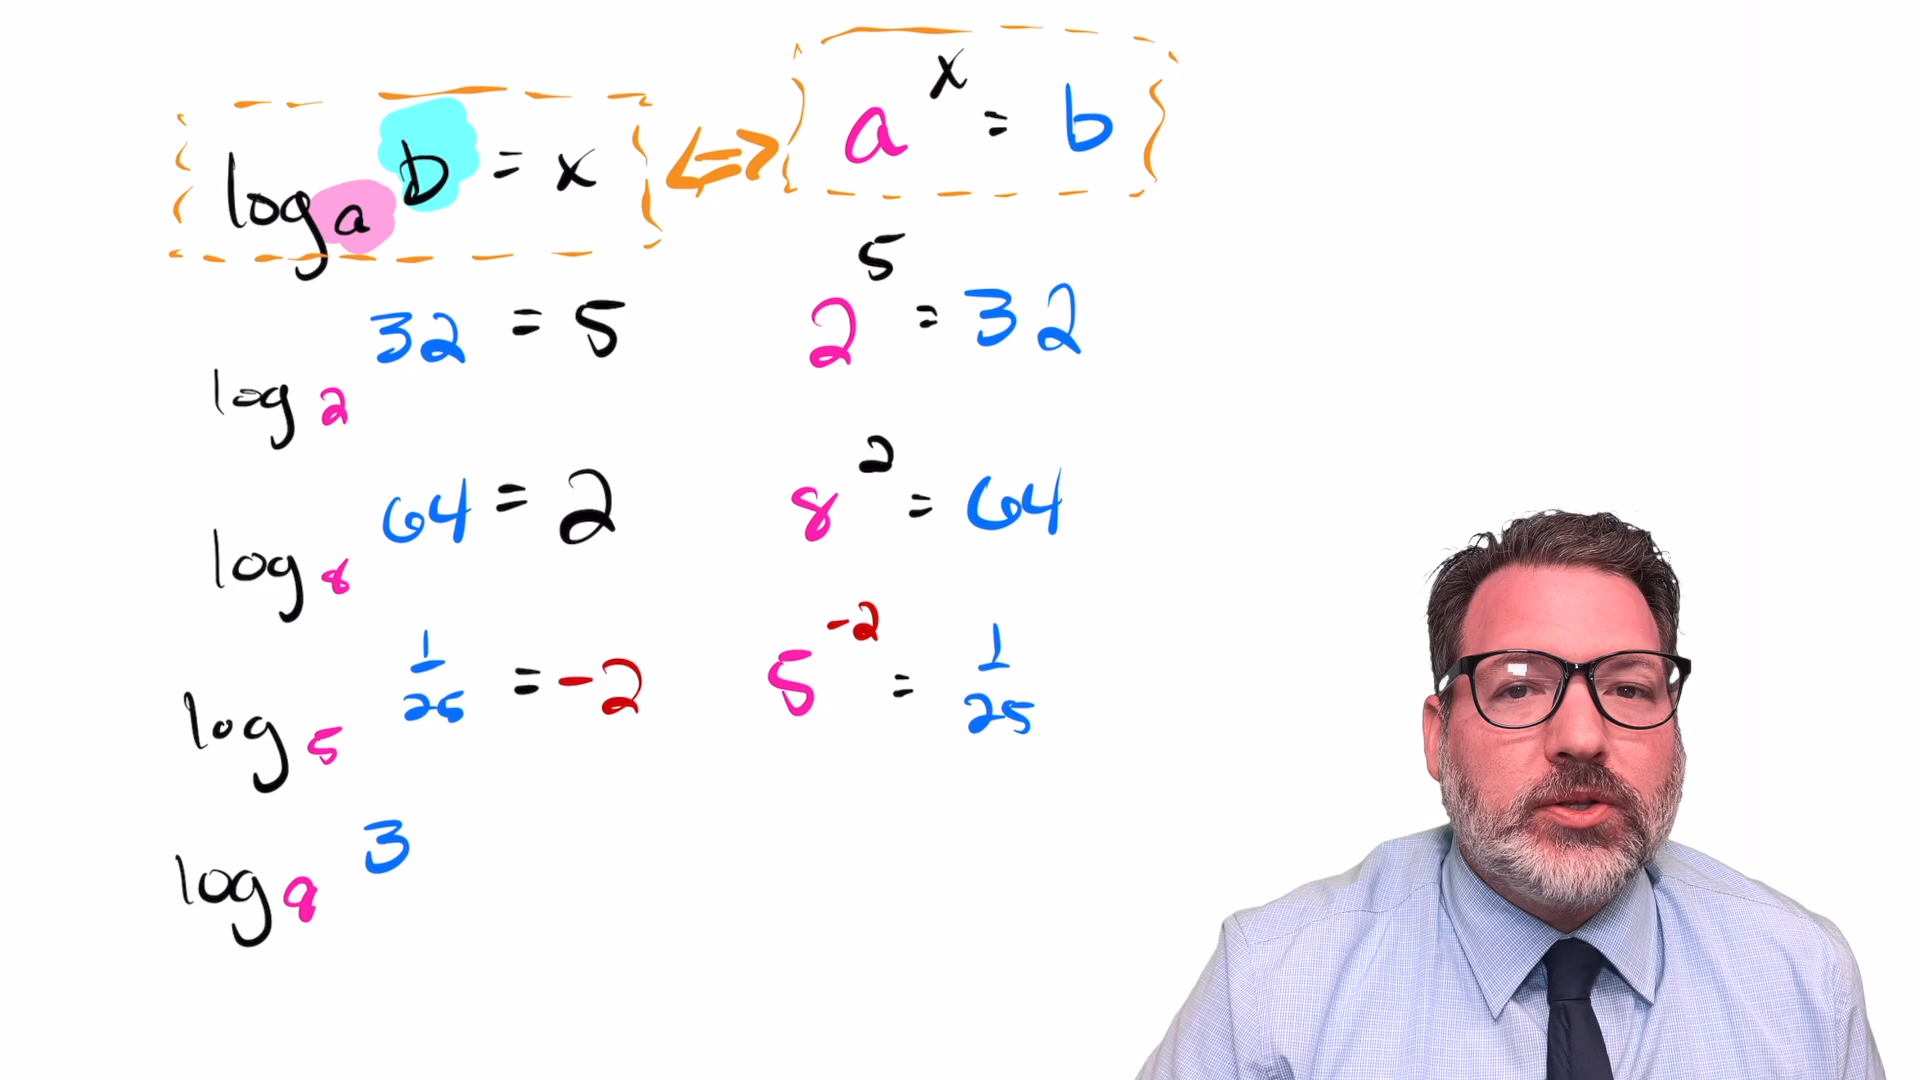 log_a b = x <=> a^x = b
log_2 32 = 5 2^5 = 32
log_8 64 = 2 8^2 = 64
log_5 1/25 = -2 5^-2 = 1/25
log_9 3